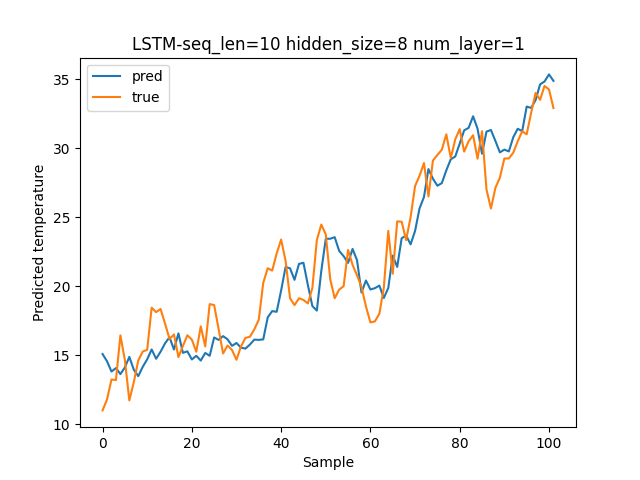 LSTM-seq_len=10 hidden_size=8 num_layer=1
pred
true
35
30
25
20
15
10
Predicted temperature
0 20 40 60 80 100
Sample